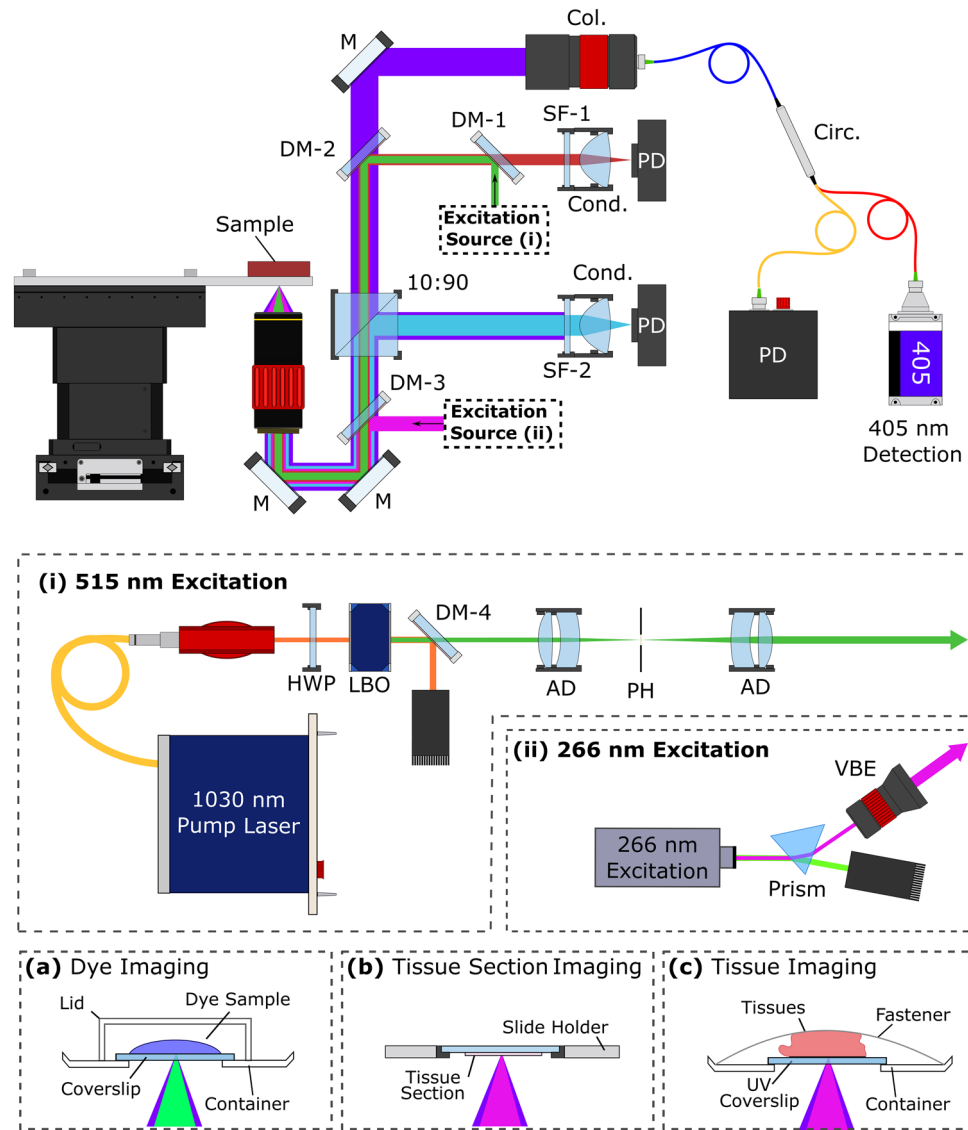 M
Col.
DM-2
DM-1
SF-1
PD
Circ.
Cond.
Excitation
Source (i)
Sample
10:90
Cond.
PD
SF-2
DM-3
Excitation
Source (ii)
PD
405
405 nm
Detection
M
M
(i) 515 nm Excitation
DM-4
HWP
LBO
AD
PH
AD
1030 nm
Pump Laser
(ii) 266 nm Excitation
VBE
266 nm
Excitation
Prism
(a) Dye Imaging
Lid
Dye Sample
Coverslip
Container
(b) Tissue Section Imaging
Slide Holder
Tissue
Section
(c) Tissue Imaging
Tissues
Fastener
UV
Coverslip
Container